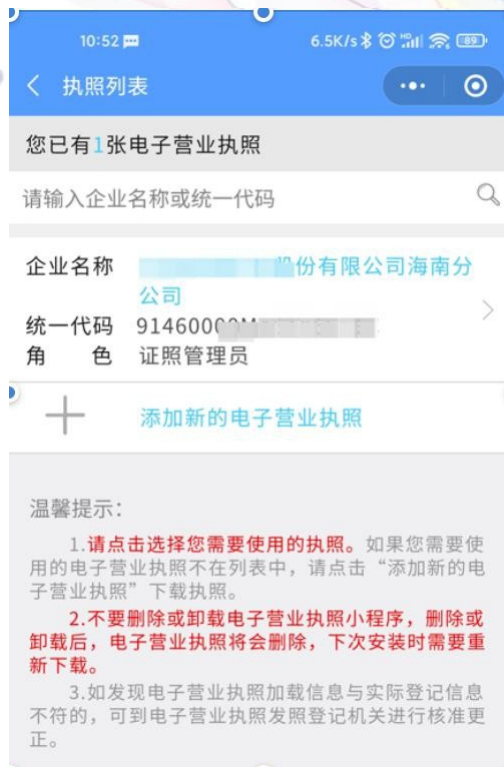 10:52 6.5K/s HD 89
执照列表
您已有1张电子营业执照
请输入企业名称或统一代码
企业名称 份有限公司海南分
公司
统一代码 9146000
角 色 证照管理员
添加新的电子营业执照
温馨提示：
1.请点击选择您需要使用的执照。如果您需要使
用的电子营业执照不在列表中，请点击“添加新的电
子营业执照”下载执照。
2.不要删除或卸载电子营业执照小程序，删除或
卸载后，电子营业执照将会删除，下次安装时需要重
新下载。
3.如发现电子营业执照加载信息与实际登记信息
不符的，可到电子营业执照发照登记机关进行核准更
正。